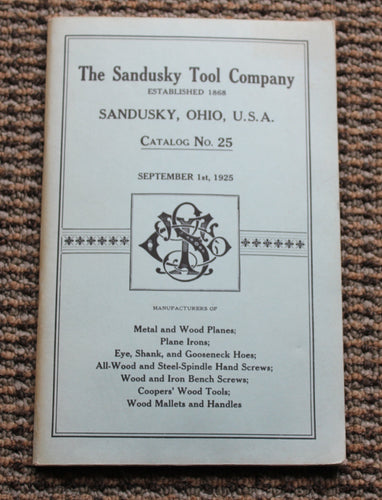 The Sandusky Tool Company
ESTABLISHED 1868
SANDUSKY, OHIO, U.S.A.
CATALOG NO. 25
SEPTEMBER 1st, 1925
MANUFACTURERS OF
Metal and Wood Planes;
Plane Irons;
Eye, Shank, and Gooseneck Hoes;
All-Wood and Steel-Spindle Hand Screws;
Wood and Iron Bench Screws;
Coopers' Wood Tools;
Wood Mallets and Handles